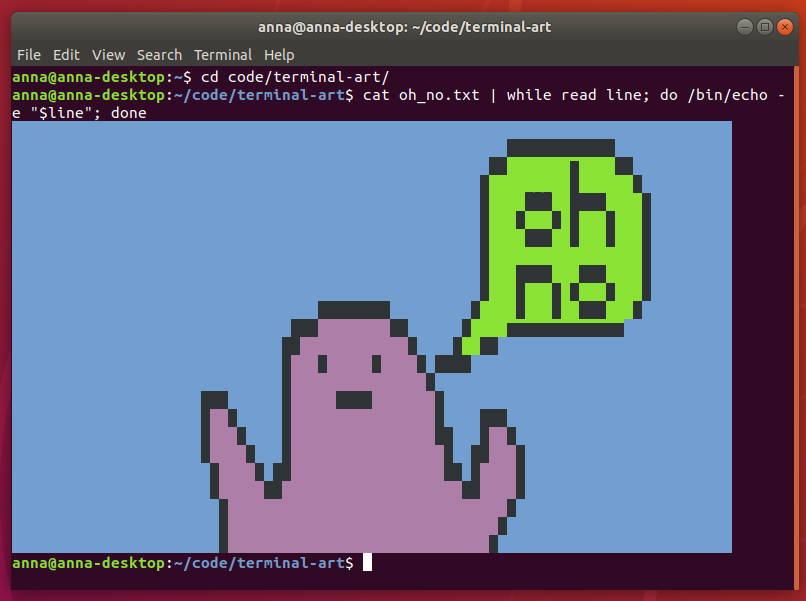 anna@anna-desktop: ~/code/terminal-art
File Edit View Search Terminal Help
anna@anna-desktop:~$ cd code/terminal-art/
anna@anna-desktop:~/code/terminal-art$ cat oh_no.txt | while read line; do /bin/echo -
e "$line"; done
oh
no
anna@anna-desktop:~/code/terminal-art$